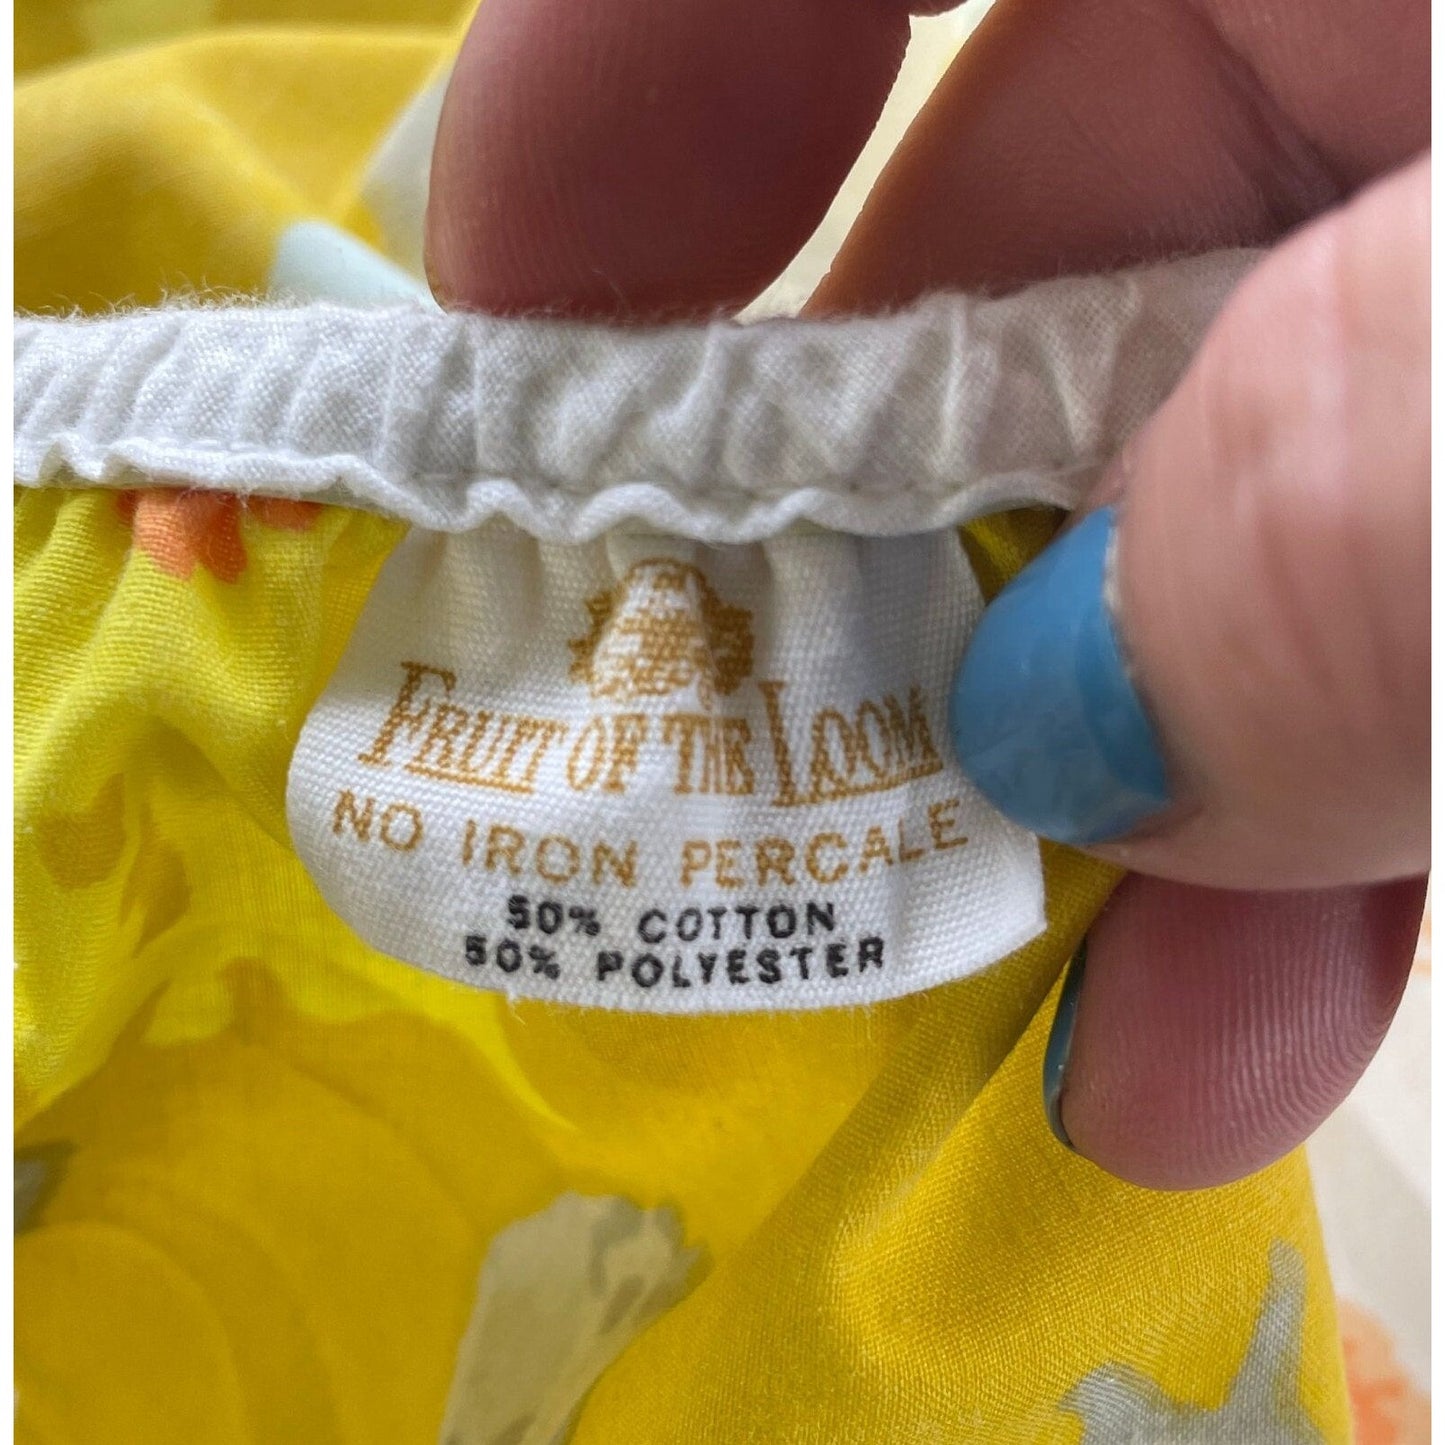 FRUIT OF THE LOOM
NO IRON PERCALE
50% COTTON
50% POLYESTER